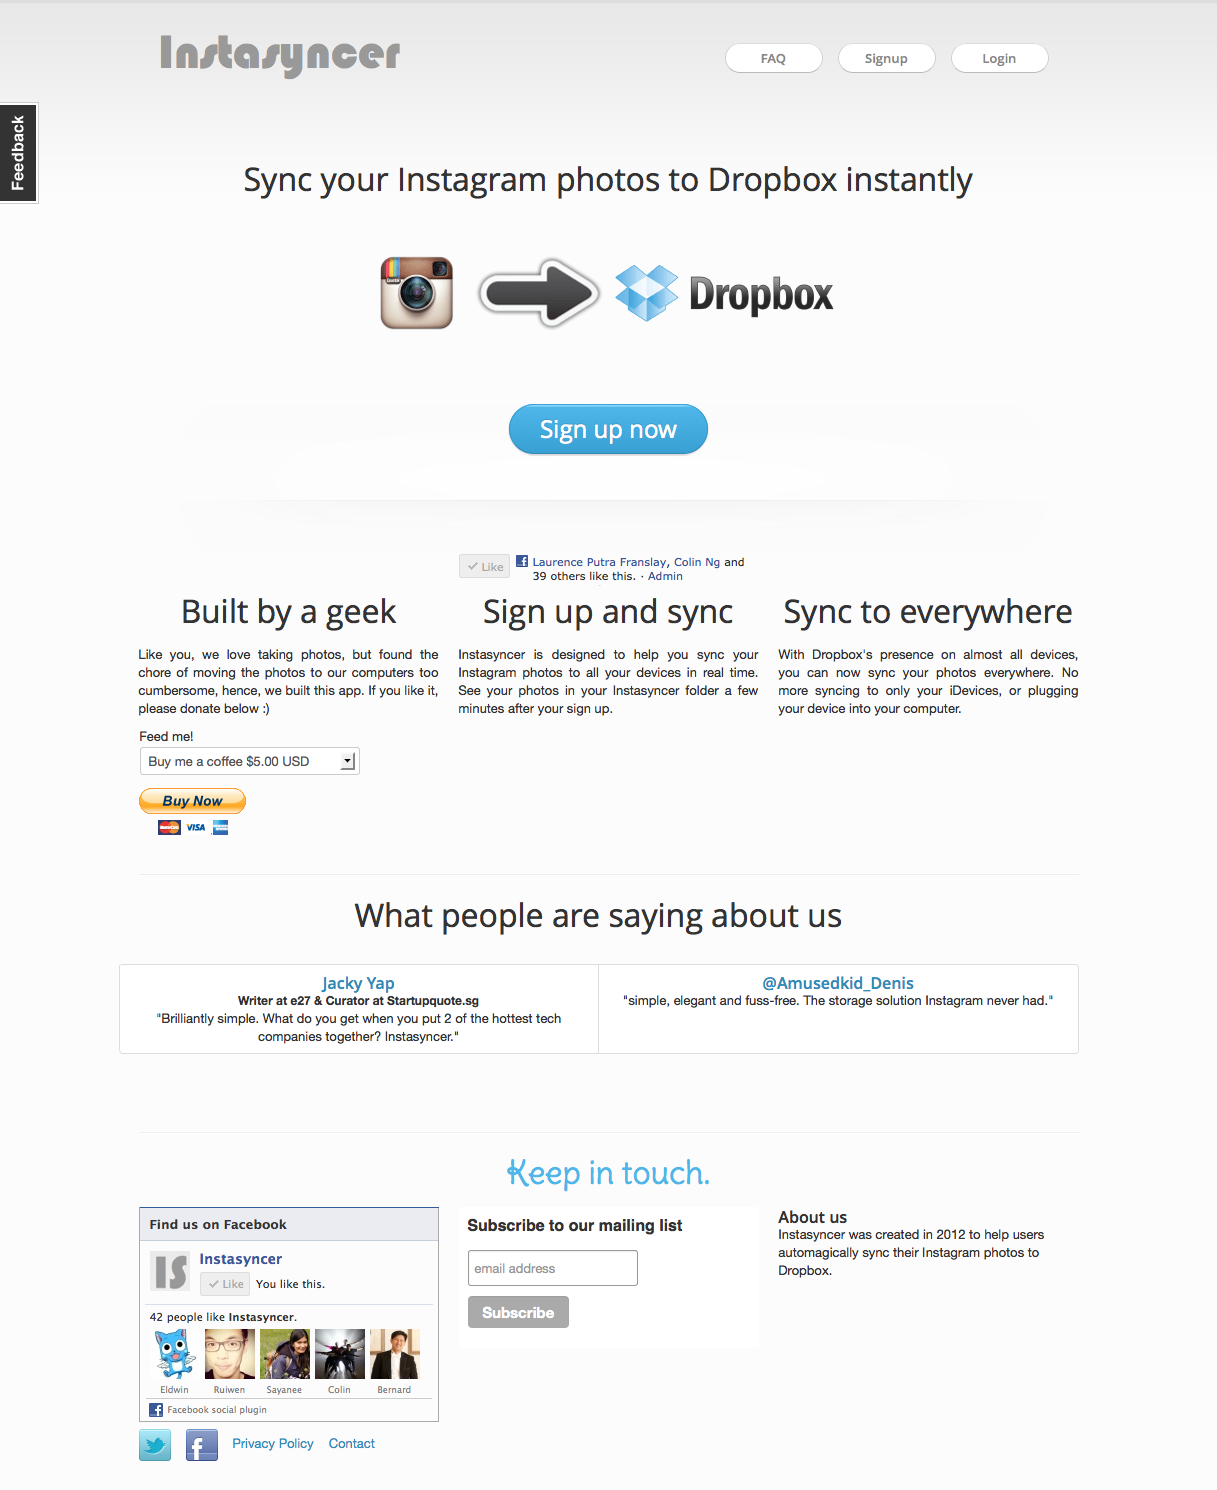 Instasyncer
FAQ
Signup
Login
Feedback
Sync your Instagram photos to Dropbox instantly
Dropbox
Sign up now
Like
Laurence Putra Franslay, Colin Ng and
39 others like this. · Admin
Built by a geek
Like you, we love taking photos, but found the
chore of moving the photos to our computers too
cumbersome, hence, we built this app. If you like it,
please donate below :)
Feed me!
Buy me a coffee $5.00 USD
Buy Now
VISA
Sign up and sync
Instasyncer is designed to help you sync your
Instagram photos to all your devices in real time.
See your photos in your Instasyncer folder a few
minutes after your sign up.
Sync to everywhere
With Dropbox's presence on almost all devices,
you can now sync your photos everywhere. No
more syncing to only your iDevices, or plugging
your device into your computer.
What people are saying about us
Jacky Yap
Writer at e27 & Curator at Startupquote.sg
"Brilliantly simple. What do you get when you put 2 of the hottest tech
companies together? Instasyncer."
@Amusedkid_Denis
"simple, elegant and fuss-free. The storage solution Instagram never had."
Keep in touch.
Find us on Facebook
IS
Instasyncer
Like
You like this.
42 people like Instasyncer.
Eldwin
Ruiwen
Sayanee
Colin
Bernard
Facebook social plugin
Privacy Policy
Contact
Subscribe to our mailing list
email address
Subscribe
About us
Instasyncer was created in 2012 to help users
automagically sync their Instagram photos to
Dropbox.